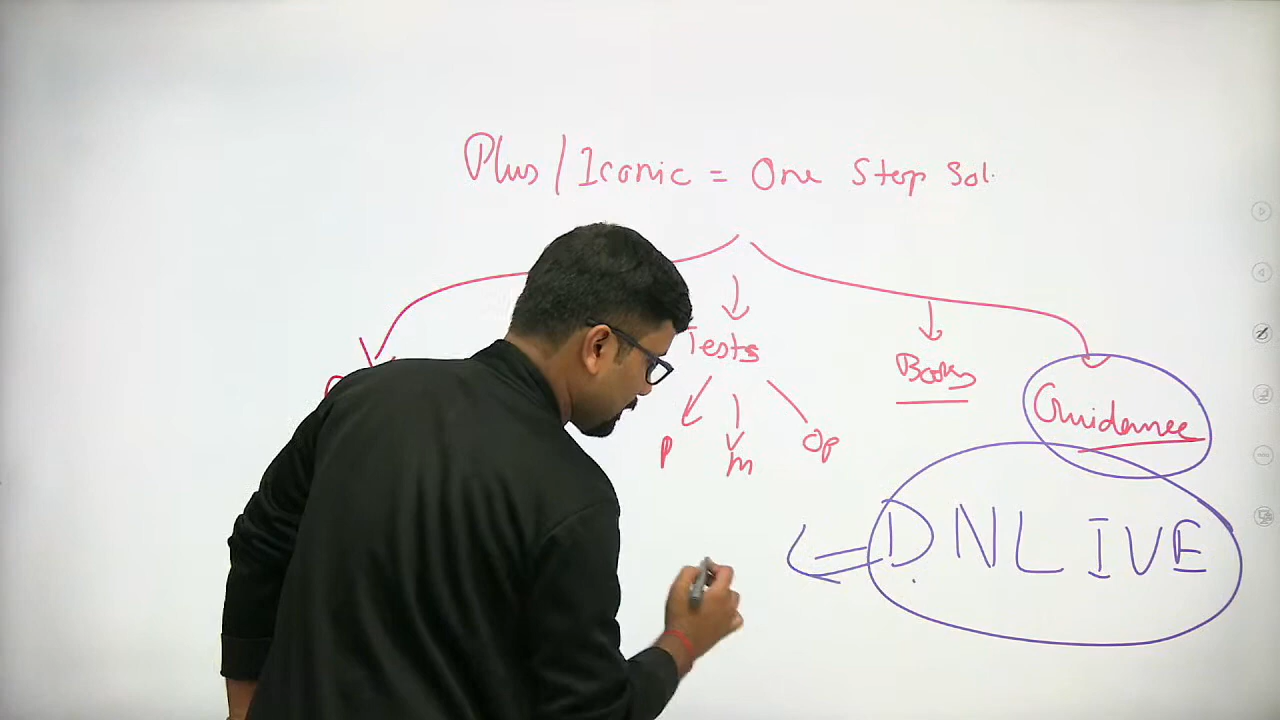 Plus / Iconic = One Step Sol.
Tests
Books
Guidance
P
M
Op
DNLIVE